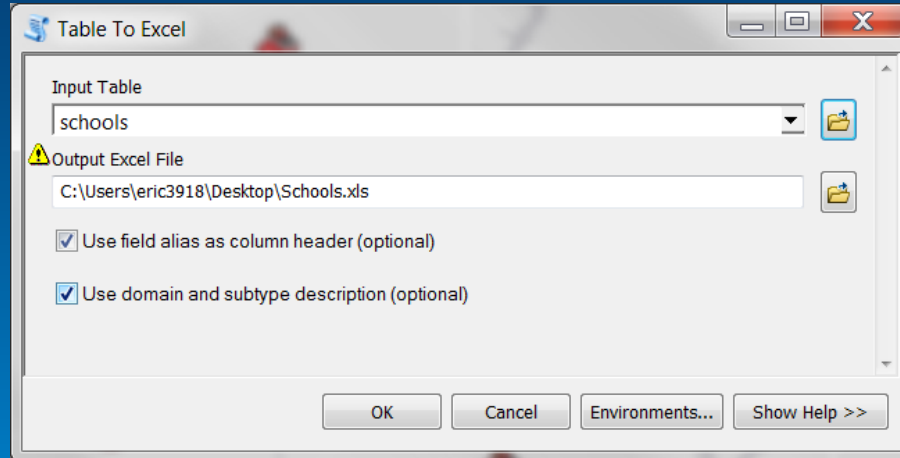 Table To Excel
Input Table
schools
Output Excel File
C:\Users\eric3918\Desktop\Schools.xls
Use field alias as column header (optional)
Use domain and subtype description (optional)
OK Cancel Environments... Show Help >>